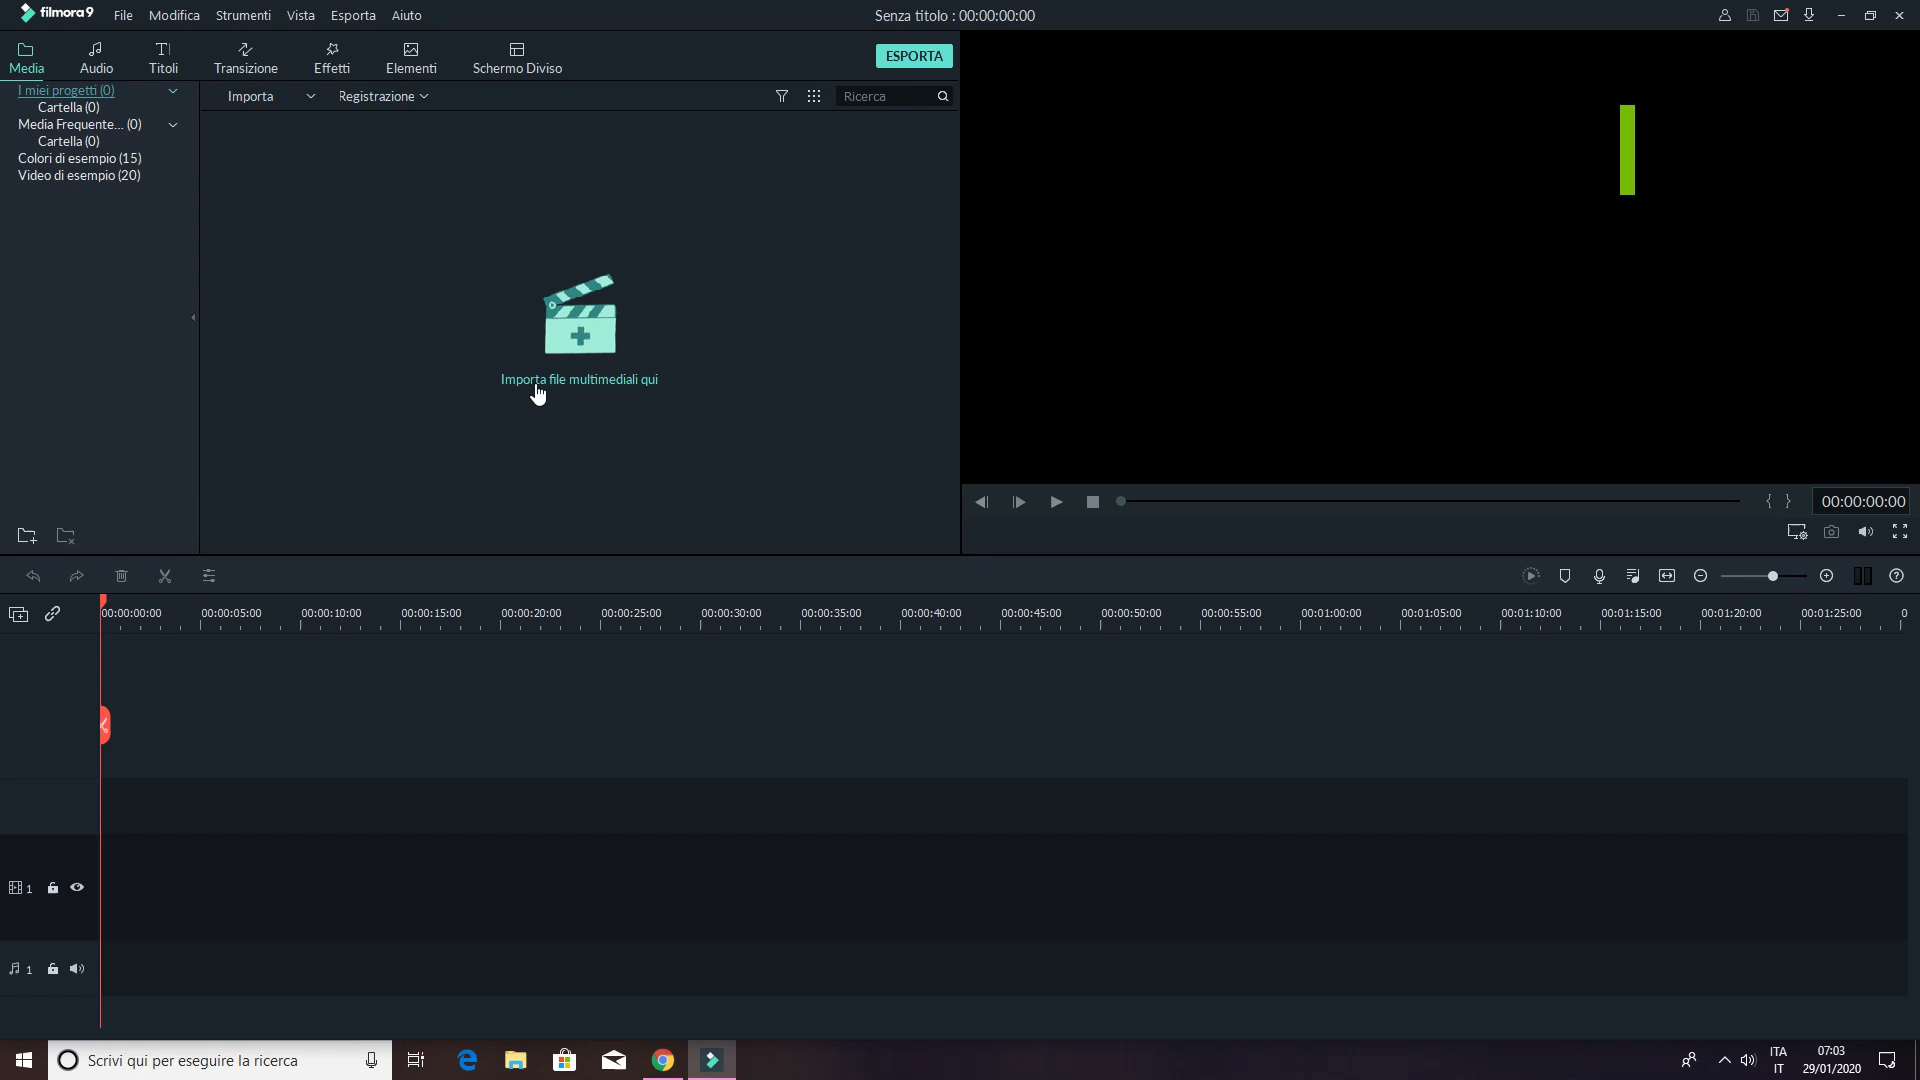 filmora9 File Modifica Strumenti Vista Esporta Aiuto Senza titolo : 00:00:00:00
Media Audio Titoli Transizione Effetti Elementi Schermo Diviso ESPORTA
I miei progetti (0) Importa Registrazione Ricerca
Cartella (0)
Media Frequente... (0)
Cartella (0)
Colori di esempio (15)
Video di esempio (20)
Importa file multimediali qui
{ } 00:00:00:00
00:00:00:00 00:00:05:00 00:00:10:00 00:00:15:00 00:00:20:00 00:00:25:00 00:00:30:00 00:00:35:00 00:00:40:00 00:00:45:00 00:00:50:00 00:00:55:00 00:01:00:00 00:01:05:00 00:01:10:00 00:01:15:00 00:01:20:00 00:01:25:00 0
1
1
Scrivi qui per eseguire la ricerca
ITA 07:03
IT 29/01/2020